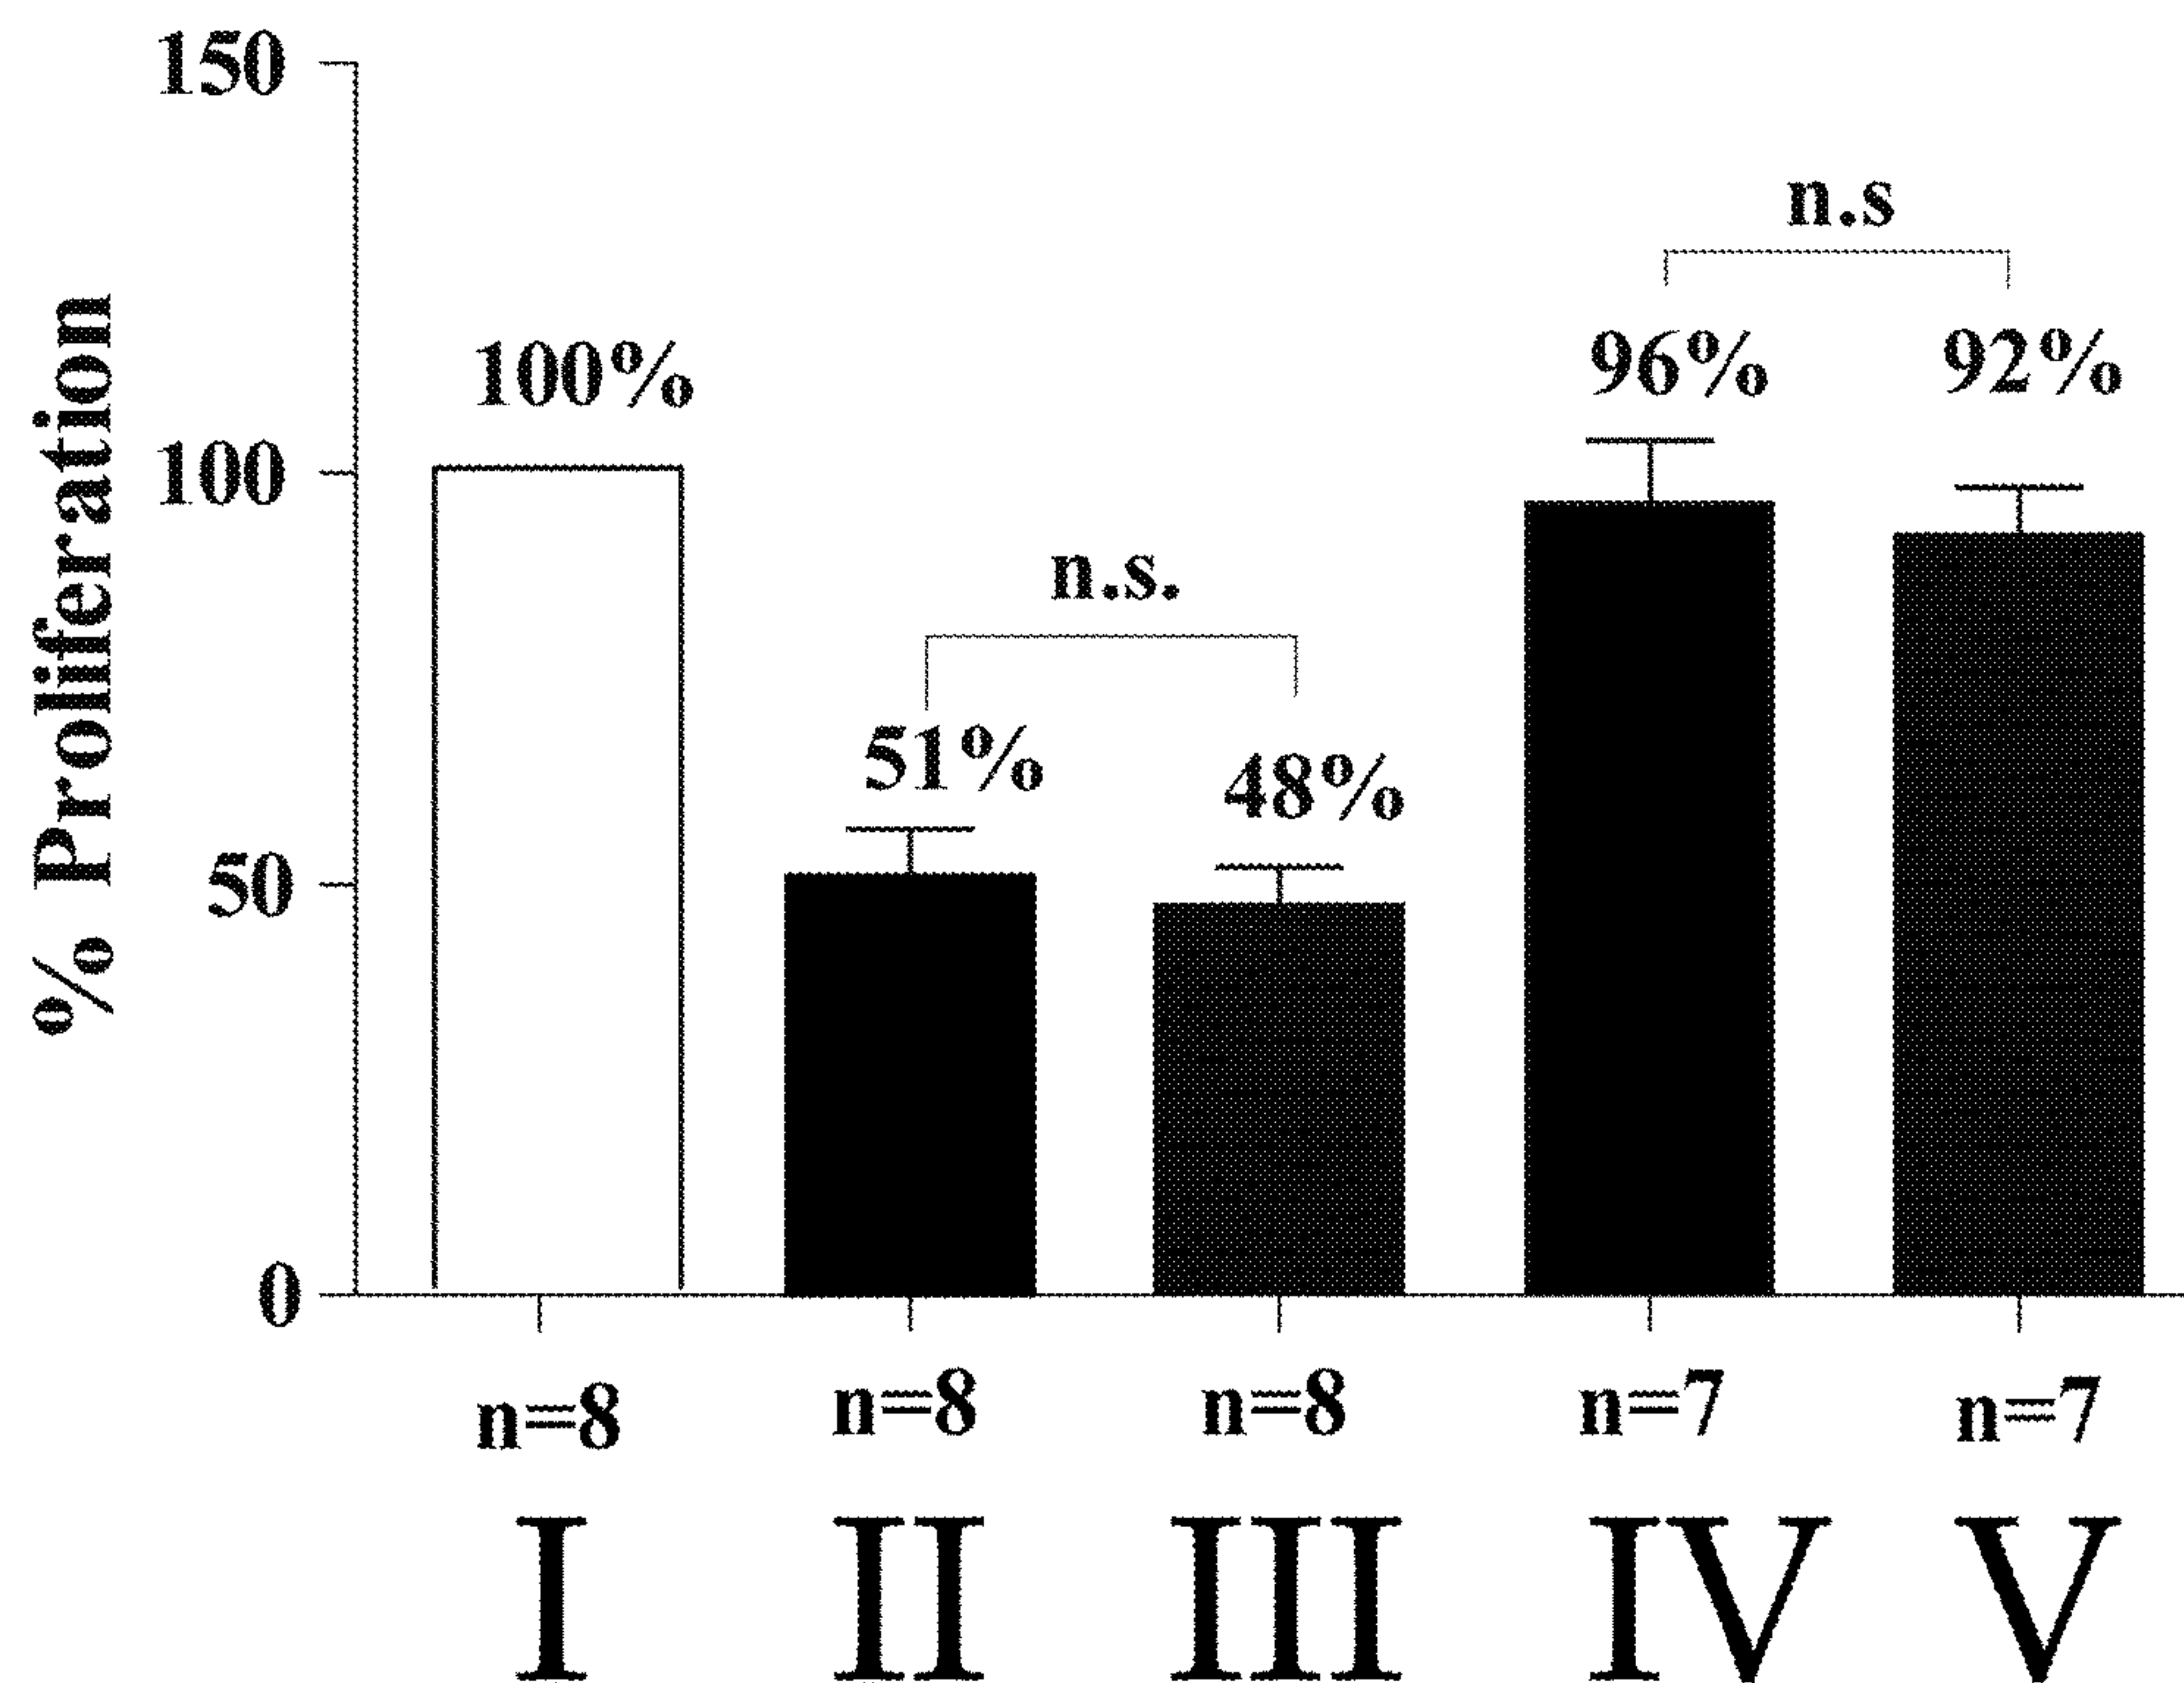 % Proliferation
150
100
50
0
100%
51%
48%
96%
92%
n.s.
n.s
n=8
n=8
n=8
n=7
n=7
I
II
III
IV
V